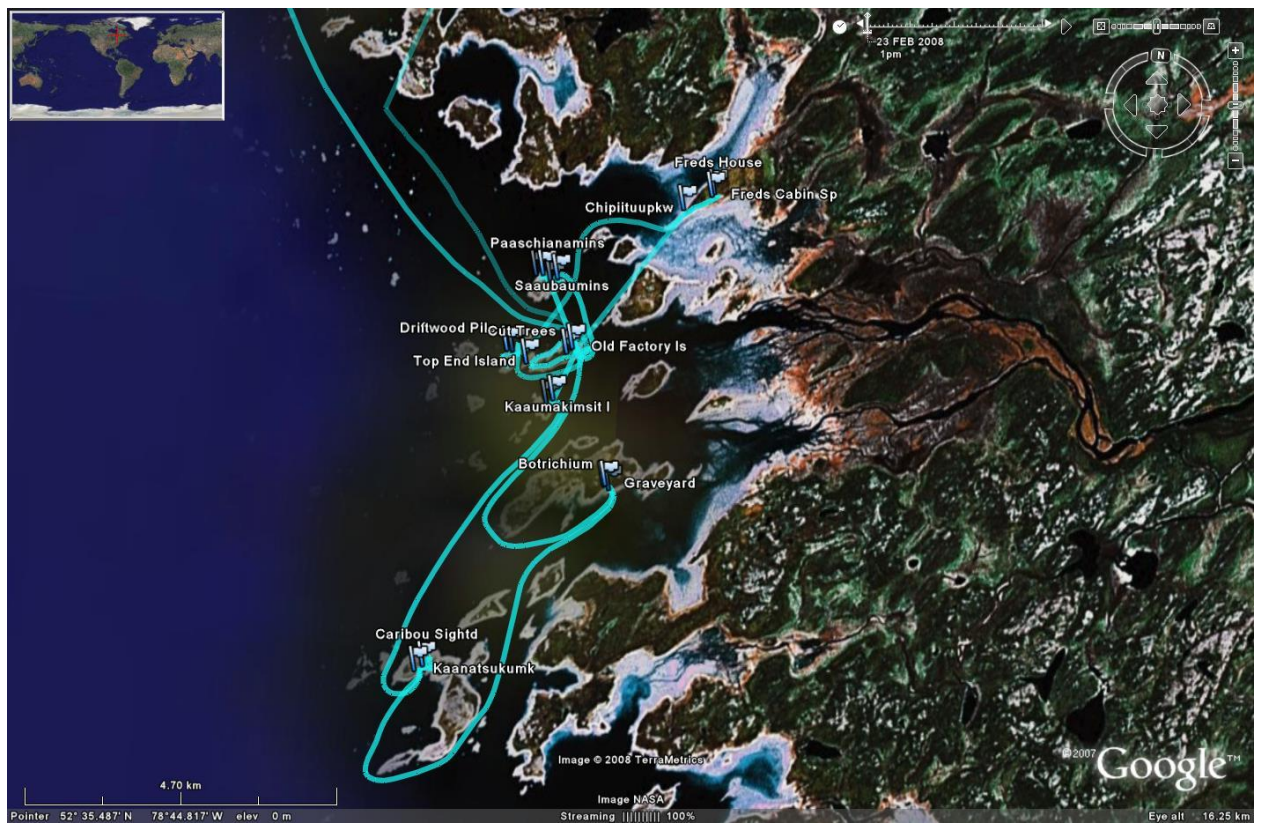 23 FEB 2008
1pm
N
Freds House
Freds Cabin Sp
Chipiituupkw
Paaschianamins
Saaubaumins
Driftwood Pil
Cut Trees
Old Factory Is
Top End Island
Kaaumakimsit I
Botrichium
Graveyard
Caribou Sightd
Kaanatsukumk
© 2007 Google™
Image © 2008 TerraMetrics
4.70 km
Image NASA
Pointer 52° 35.487' N 78° 44.817' W elev 0 m Streaming 100% Eye alt 16.25 km